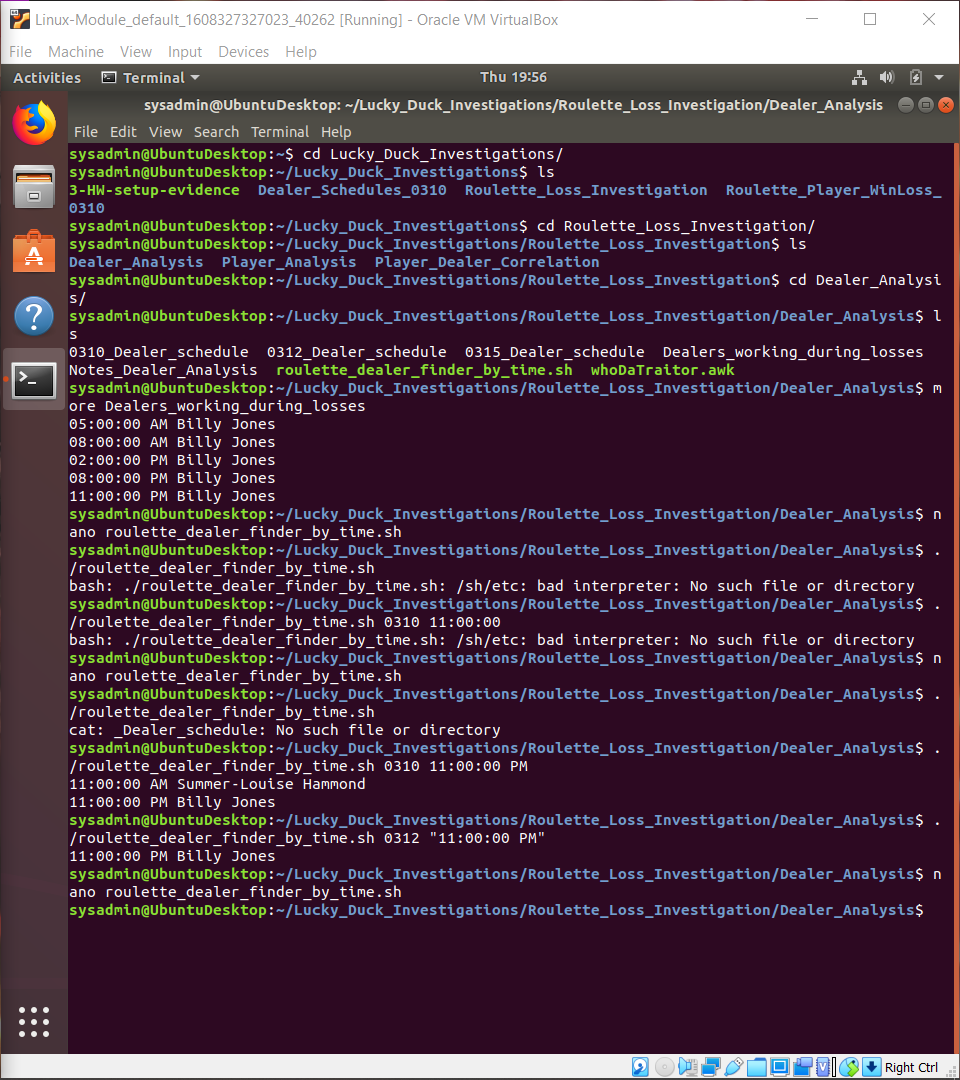 Linux-Module_default_1608327327023_40262 [Running] - Oracle VM VirtualBox
File Machine View Input Devices Help
Activities Terminal Thu 19:56
sysadmin@UbuntuDesktop: ~/Lucky_Duck_Investigations/Roulette_Loss_Investigation/Dealer_Analysis
File Edit View Search Terminal Help
sysadmin@UbuntuDesktop:~$ cd Lucky_Duck_Investigations/
sysadmin@UbuntuDesktop:~/Lucky_Duck_Investigations$ ls
3-HW-setup-evidence  Dealer_Schedules_0310  Roulette_Loss_Investigation  Roulette_Player_WinLoss_
0310
sysadmin@UbuntuDesktop:~/Lucky_Duck_Investigations$ cd Roulette_Loss_Investigation/
sysadmin@UbuntuDesktop:~/Lucky_Duck_Investigations/Roulette_Loss_Investigation$ ls
Dealer_Analysis  Player_Analysis  Player_Dealer_Correlation
sysadmin@UbuntuDesktop:~/Lucky_Duck_Investigations/Roulette_Loss_Investigation$ cd Dealer_Analysi
s/
sysadmin@UbuntuDesktop:~/Lucky_Duck_Investigations/Roulette_Loss_Investigation/Dealer_Analysis$ l
s
0310_Dealer_schedule  0312_Dealer_schedule  0315_Dealer_schedule  Dealers_working_during_losses
Notes_Dealer_Analysis  roulette_dealer_finder_by_time.sh  whoDaTraitor.awk
sysadmin@UbuntuDesktop:~/Lucky_Duck_Investigations/Roulette_Loss_Investigation/Dealer_Analysis$ m
ore Dealers_working_during_losses
05:00:00 AM Billy Jones
08:00:00 AM Billy Jones
02:00:00 PM Billy Jones
08:00:00 PM Billy Jones
11:00:00 PM Billy Jones
sysadmin@UbuntuDesktop:~/Lucky_Duck_Investigations/Roulette_Loss_Investigation/Dealer_Analysis$ n
ano roulette_dealer_finder_by_time.sh
sysadmin@UbuntuDesktop:~/Lucky_Duck_Investigations/Roulette_Loss_Investigation/Dealer_Analysis$ .
/roulette_dealer_finder_by_time.sh
bash: ./roulette_dealer_finder_by_time.sh: /sh/etc: bad interpreter: No such file or directory
sysadmin@UbuntuDesktop:~/Lucky_Duck_Investigations/Roulette_Loss_Investigation/Dealer_Analysis$ .
/roulette_dealer_finder_by_time.sh 0310 11:00:00
bash: ./roulette_dealer_finder_by_time.sh: /sh/etc: bad interpreter: No such file or directory
sysadmin@UbuntuDesktop:~/Lucky_Duck_Investigations/Roulette_Loss_Investigation/Dealer_Analysis$ n
ano roulette_dealer_finder_by_time.sh
sysadmin@UbuntuDesktop:~/Lucky_Duck_Investigations/Roulette_Loss_Investigation/Dealer_Analysis$ .
/roulette_dealer_finder_by_time.sh
cat: _Dealer_schedule: No such file or directory
sysadmin@UbuntuDesktop:~/Lucky_Duck_Investigations/Roulette_Loss_Investigation/Dealer_Analysis$ .
/roulette_dealer_finder_by_time.sh 0310 11:00:00 PM
11:00:00 AM Summer-Louise Hammond
11:00:00 PM Billy Jones
sysadmin@UbuntuDesktop:~/Lucky_Duck_Investigations/Roulette_Loss_Investigation/Dealer_Analysis$ .
/roulette_dealer_finder_by_time.sh 0312 "11:00:00 PM"
11:00:00 PM Billy Jones
sysadmin@UbuntuDesktop:~/Lucky_Duck_Investigations/Roulette_Loss_Investigation/Dealer_Analysis$ n
ano roulette_dealer_finder_by_time.sh
sysadmin@UbuntuDesktop:~/Lucky_Duck_Investigations/Roulette_Loss_Investigation/Dealer_Analysis$
Right Ctrl